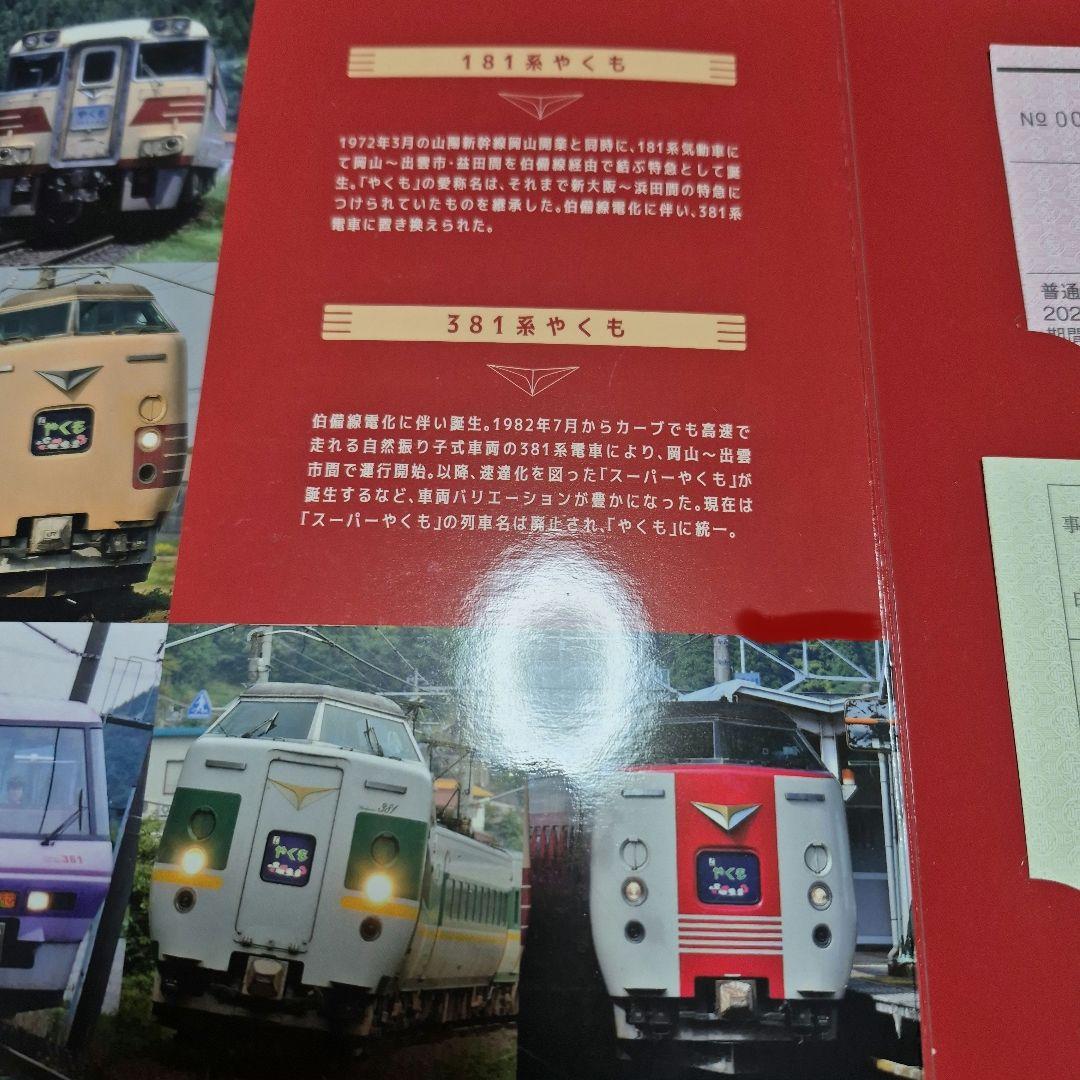 181系やくも
1972年3月の山陽新幹線岡山開業と同時に、181系気動車に
て岡山～出雲市・益田間を伯備線経由で結ぶ特急として誕
生。「やくも」の愛称名は、それまで新大阪～浜田間の特急に
つけられていたものを継承した。伯備線電化に伴い、381系
電車に置き換えられた。
381系やくも
伯備線電化に伴い誕生。1982年7月からカーブでも高速で
走れる自然振り子式車両の381系電車により、岡山～出雲
市間で運行開始。以降、速達化を図った「スーパーやくも」が
誕生するなど、車両バリエーションが豊かになった。現在は
「スーパーやくも」の列車名は廃止され、「やくも」に統一。
やくも
やくも
381
やくも
381
やくも
№ 00
普通
202
期間
事